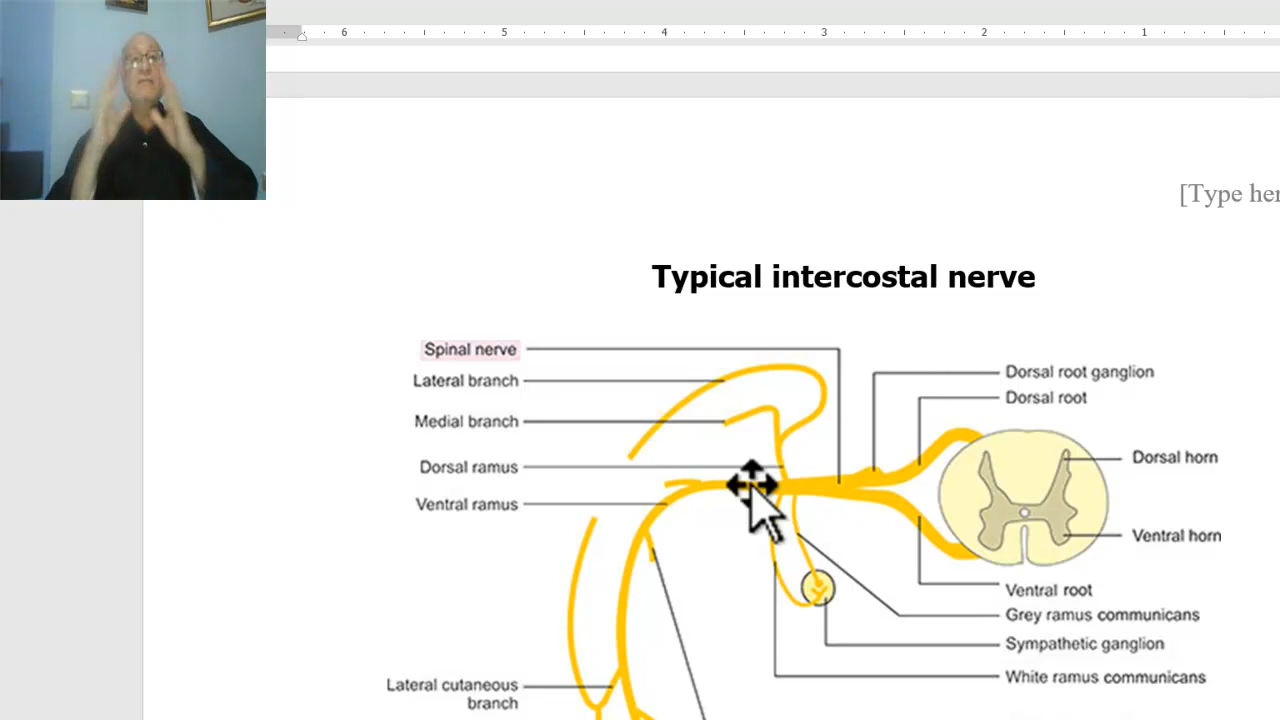 6 5 4 3 2 1
[Type her
Typical intercostal nerve
Spinal nerve
Lateral branch
Medial branch
Dorsal ramus
Ventral ramus
Lateral cutaneous
branch
Dorsal root ganglion
Dorsal root
Dorsal horn
Ventral horn
Ventral root
Grey ramus communicans
Sympathetic ganglion
White ramus communicans